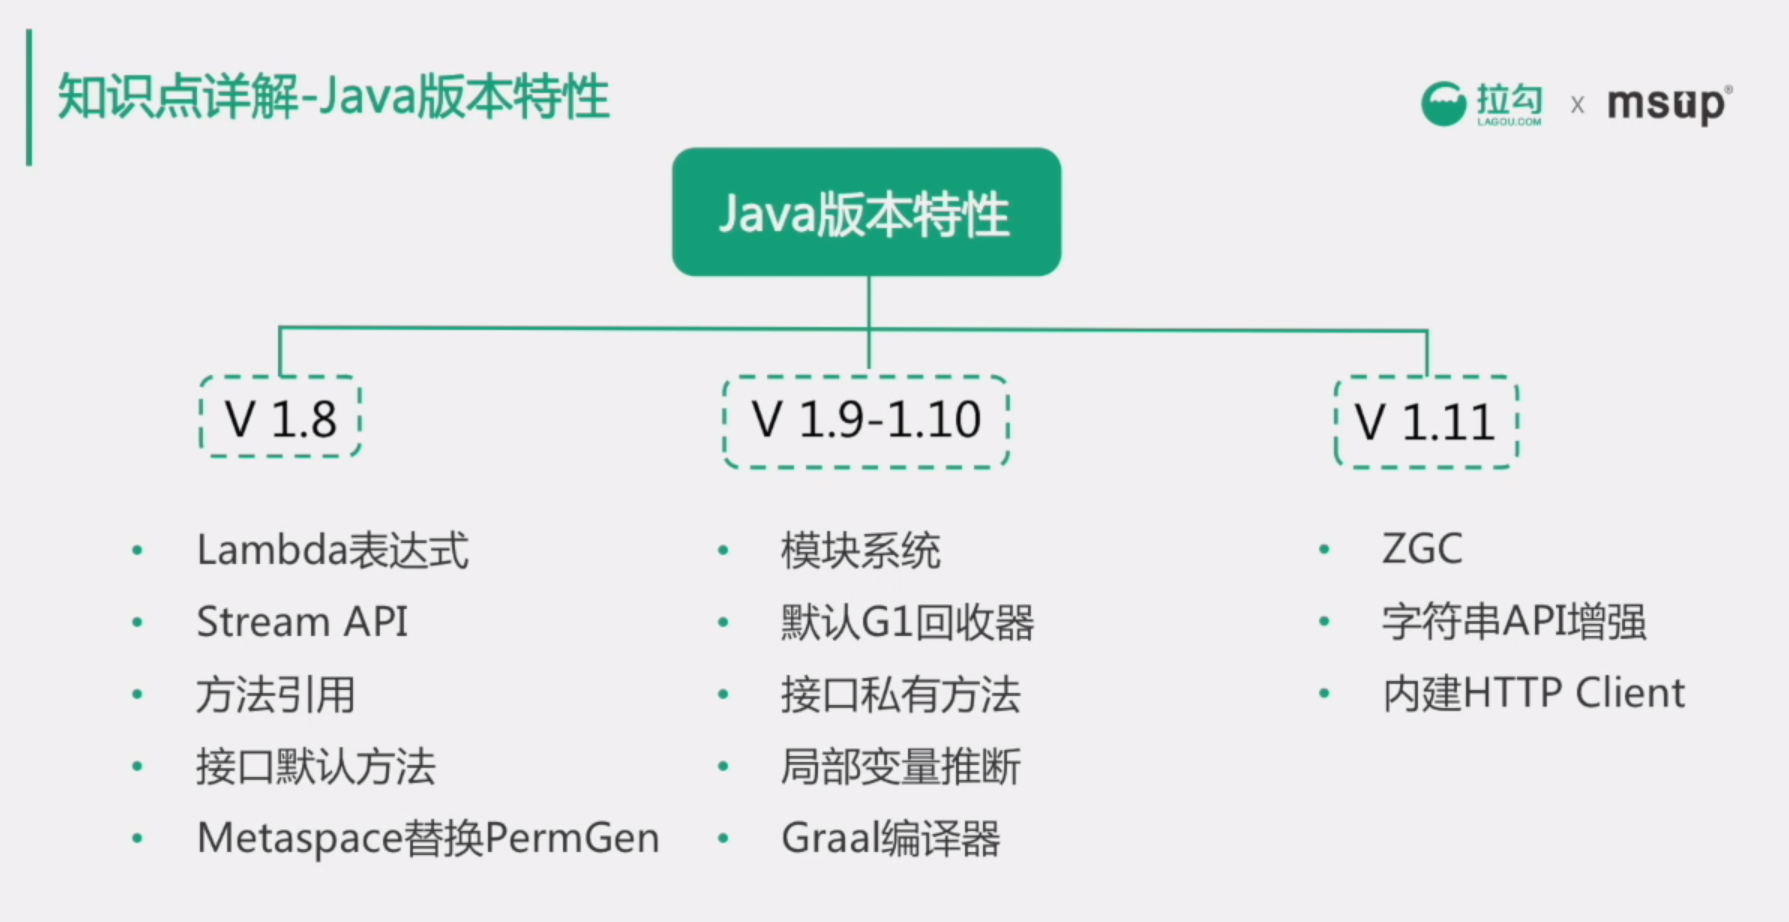 知识点详解-Java版本特性
拉勾 x msup®
LAGOU.COM
Java版本特性
V 1.8
V 1.9-1.10
V 1.11
• Lambda表达式
• Stream API
• 方法引用
• 接口默认方法
• Metaspace替换PermGen
• 模块系统
• 默认G1回收器
• 接口私有方法
• 局部变量推断
• Graal编译器
• ZGC
• 字符串API增强
• 内建HTTP Client